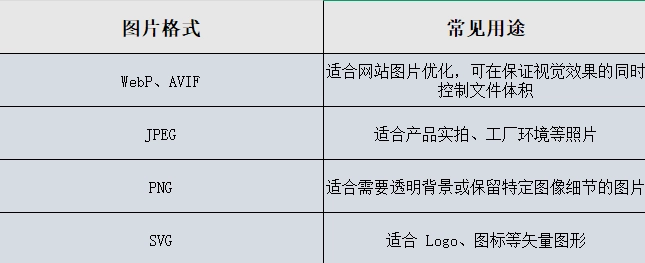 图片格式 常见用途
WebP、AVIF 适合网站图片优化，可在保证视觉效果的同时
控制文件体积
JPEG 适合产品实拍、工厂环境等照片
PNG 适合需要透明背景或保留特定图像细节的图片
SVG 适合 Logo、图标等矢量图形